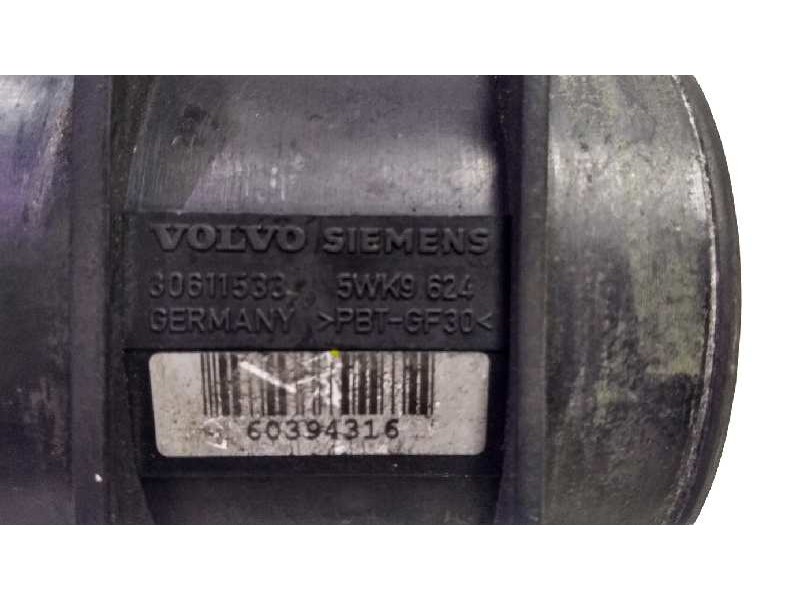 VOLVO SIEMENS
30611533 5WK9 624
GERMANY >PBT-GF30<
60394316